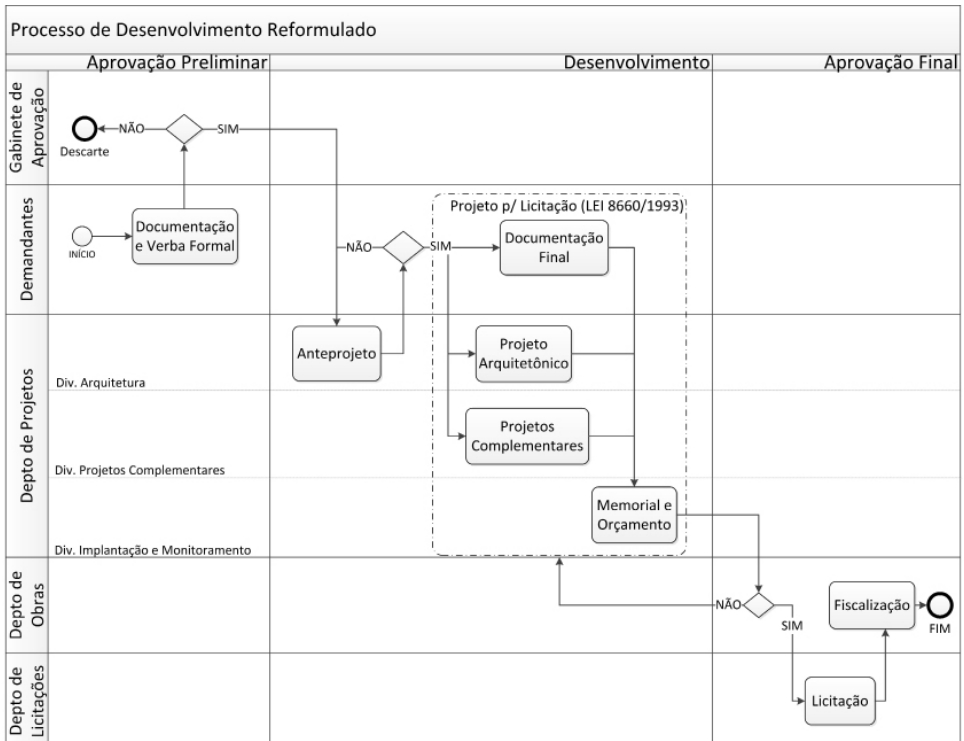 Processo de Desenvolvimento Reformulado
Aprovação Preliminar
Desenvolvimento
Aprovação Final
Gabinete de
Aprovação
NÃO
SIM
Descarte
Demandantes
INÍCIO
Documentação
e Verba Formal
NÃO
SIM
Projeto p/ Licitação (LEI 8660/1993)
Documentação
Final
Depto de Projetos
Anteprojeto
Projeto
Arquitetônico
Div. Arquitetura
Projetos
Complementares
Div. Projetos Complementares
Memorial e
Orçamento
Div. Implantação e Monitoramento
Depto de
Obras
NÃO
SIM
Fiscalização
FIM
Depto de
Licitações
Licitação